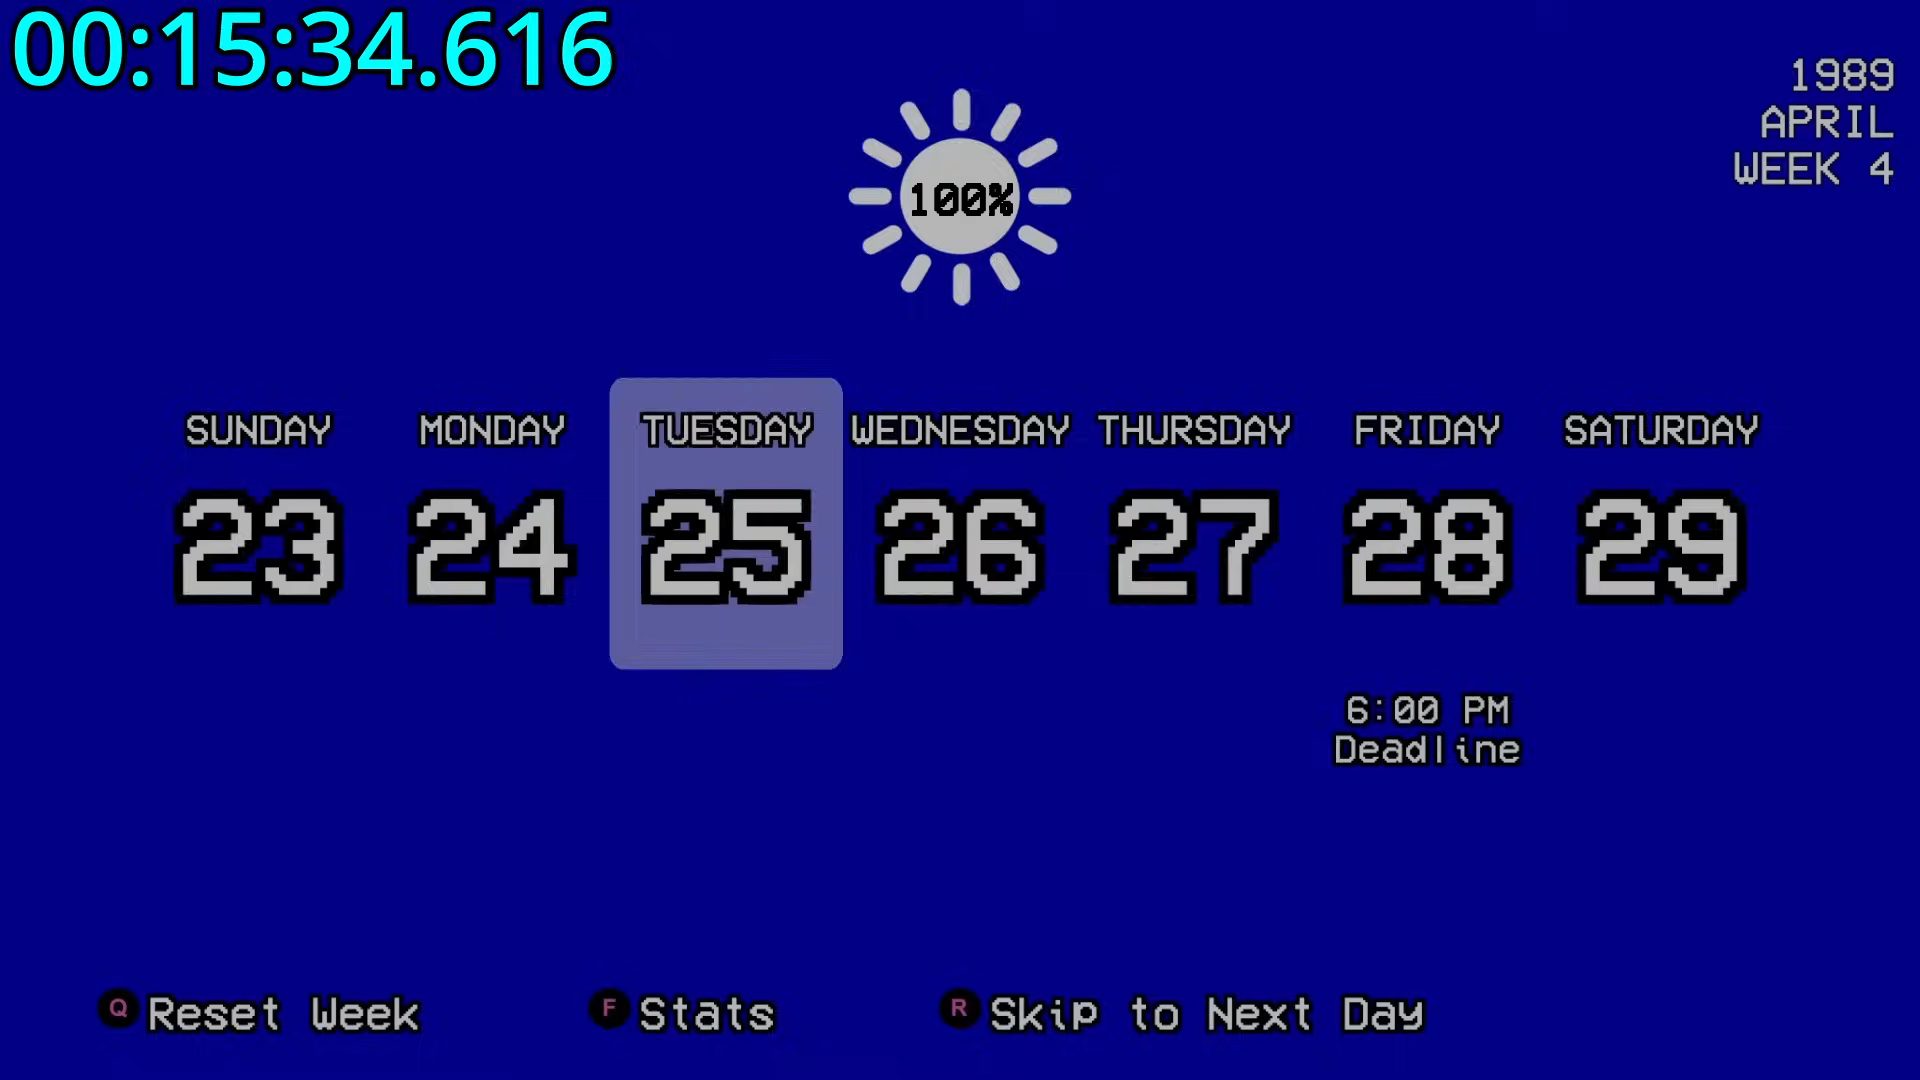 00:15:34.616
1989
APRIL
WEEK 4
100%
SUNDAY MONDAY TUESDAY WEDNESDAY THURSDAY FRIDAY SATURDAY
23 24 25 26 27 28 29
6:00 PM
Deadline
Q Reset Week F Stats R Skip to Next Day